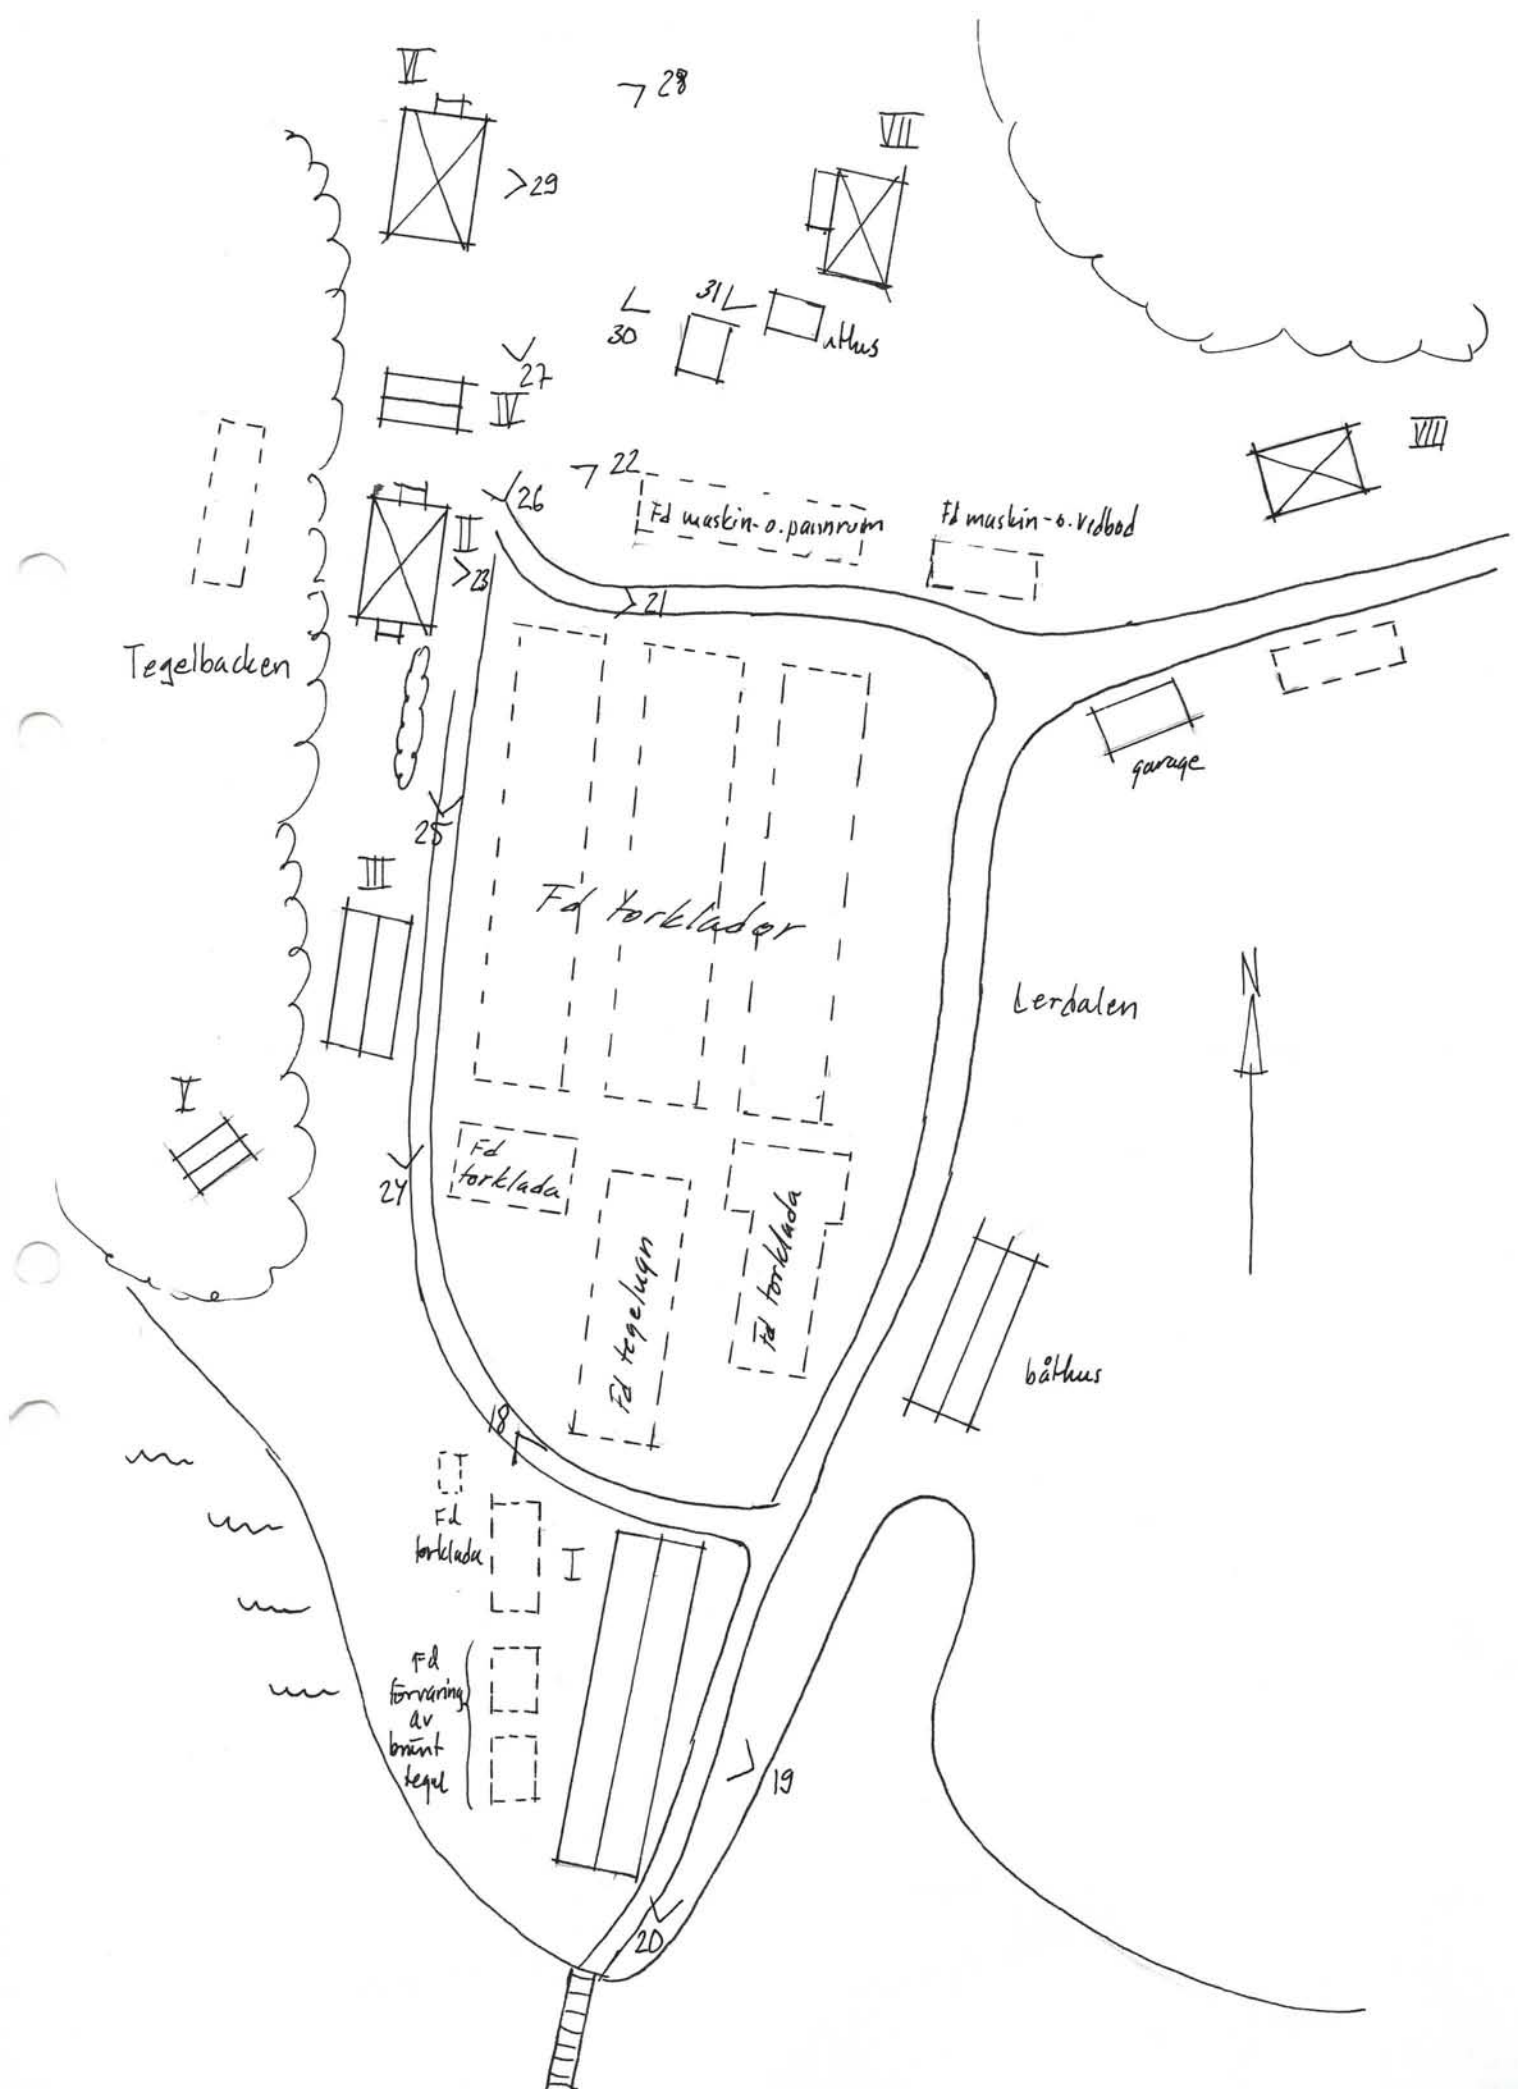 VI
28
VII
29
31
30
uthus
27
IV
VIII
22
26
Fd maskin-o.pannrum
Fd maskin-o.vedbod
II
23
21
Tegelbacken
garage
25
III
Fd torklador
N
Lerdalen
V
Fd
torklada
24
Fd torklada
Fd tegelugn
båthus
18
Fd
torklada
I
Fd
förvaring
av
bränt
tegel
19
20